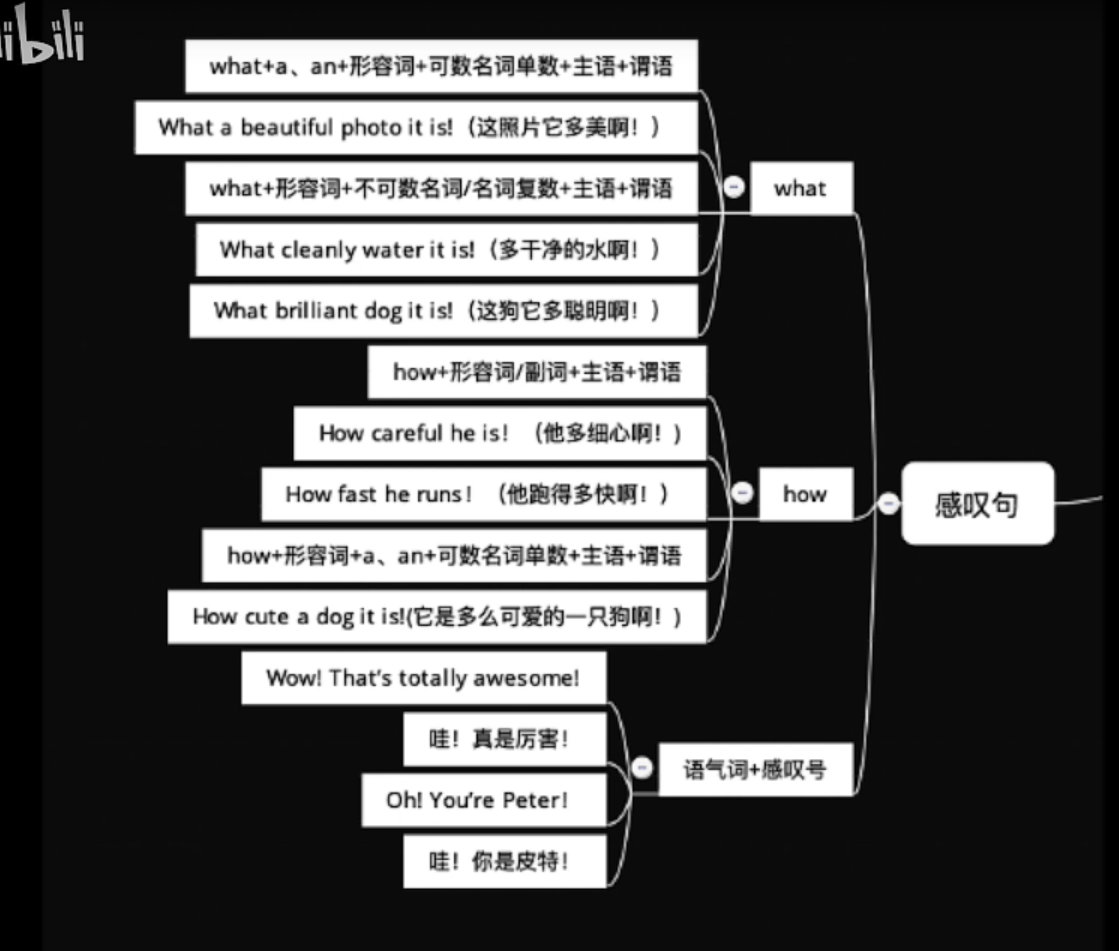 ilibili
what+a、an+形容词+可数名词单数+主语+谓语
What a beautiful photo it is!（这照片它多美啊！）
what+形容词+不可数名词/名词复数+主语+谓语
What cleanly water it is!（多干净的水啊！）
What brilliant dog it is!（这狗它多聪明啊！）
what
how+形容词/副词+主语+谓语
How careful he is! （他多细心啊！)
How fast he runs! （他跑得多快啊！）
how+形容词+a、an+可数名词单数+主语+谓语
How cute a dog it is!(它是多么可爱的一只狗啊！)
how
感叹句
Wow! That's totally awesome!
哇！真是厉害！
Oh! You're Peter!
哇！你是皮特！
语气词+感叹号